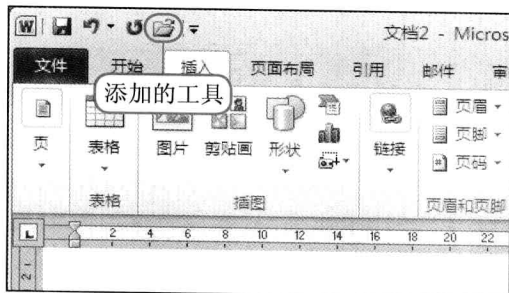 文档2 - Micros
文件 开始 插入 页面布局 引用 邮件 审
添加的工具
页 表格 图片 剪贴画 形状 链接 页眉 页脚 页码
表格 插图 页眉和页脚
2 4 6 8 10 12 14 16 18 20 22
2